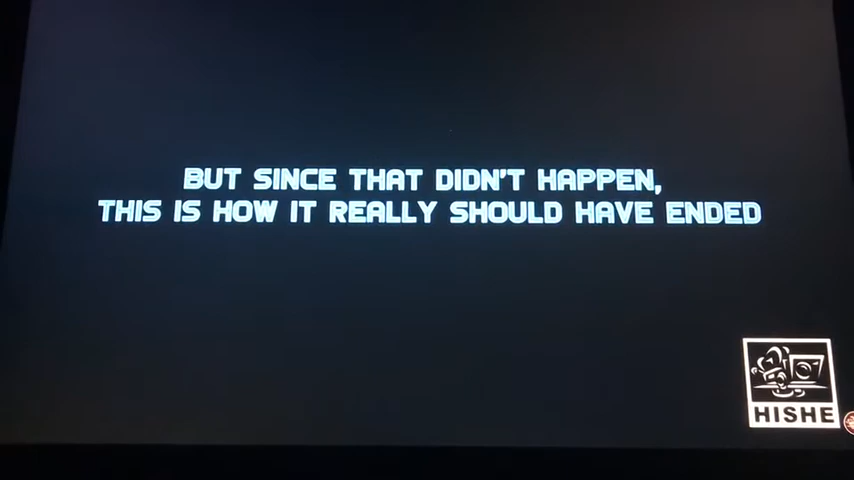 BUT SINCE THAT DIDN'T HAPPEN,
THIS IS HOW IT REALLY SHOULD HAVE ENDED
HISHE